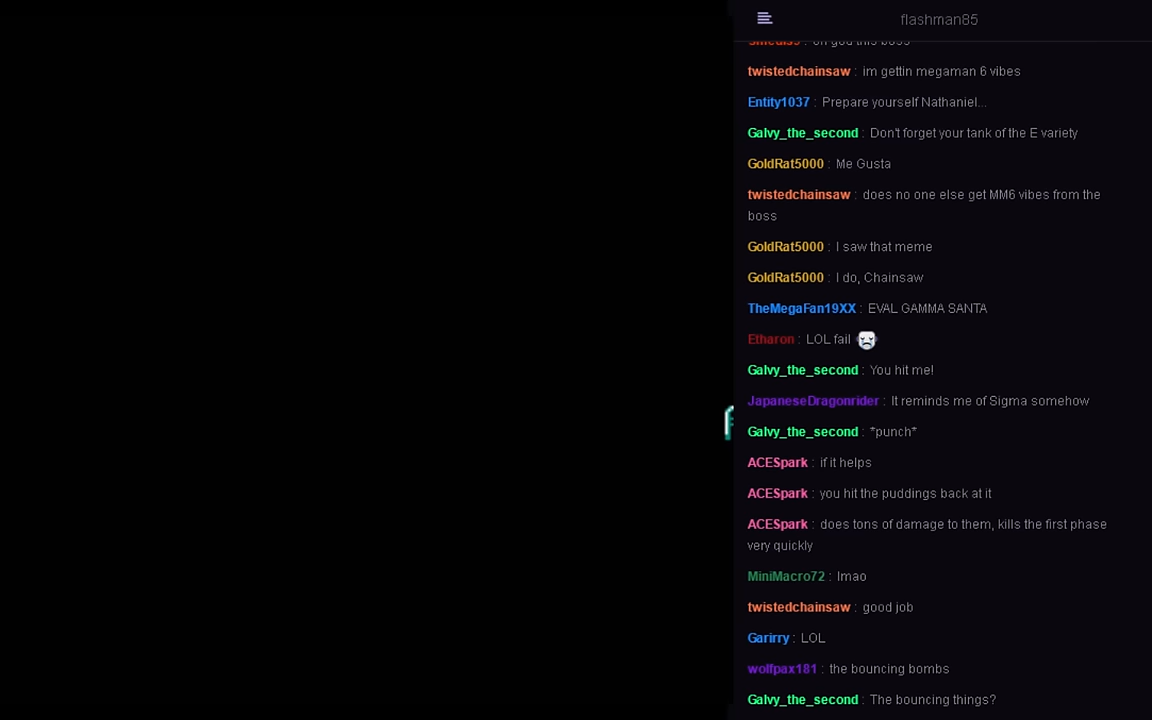 flashman85
oh god this boss
twistedchainsaw : im gettin megaman 6 vibes
Entity1037 : Prepare yourself Nathaniel...
Galvy_the_second : Don't forget your tank of the E variety
GoldRat5000 : Me Gusta
twistedchainsaw : does no one else get MM6 vibes from the
boss
GoldRat5000 : I saw that meme
GoldRat5000 : I do, Chainsaw
TheMegaFan19XX : EVAL GAMMA SANTA
Etharon : LOL fail
Galvy_the_second : You hit me!
JapaneseDragonrider : It reminds me of Sigma somehow
Galvy_the_second : *punch*
ACESpark : if it helps
ACESpark : you hit the puddings back at it
ACESpark : does tons of damage to them, kills the first phase
very quickly
MiniMacro72 : lmao
twistedchainsaw : good job
Garirry : LOL
wolfpax181 : the bouncing bombs
Galvy_the_second : The bouncing things?